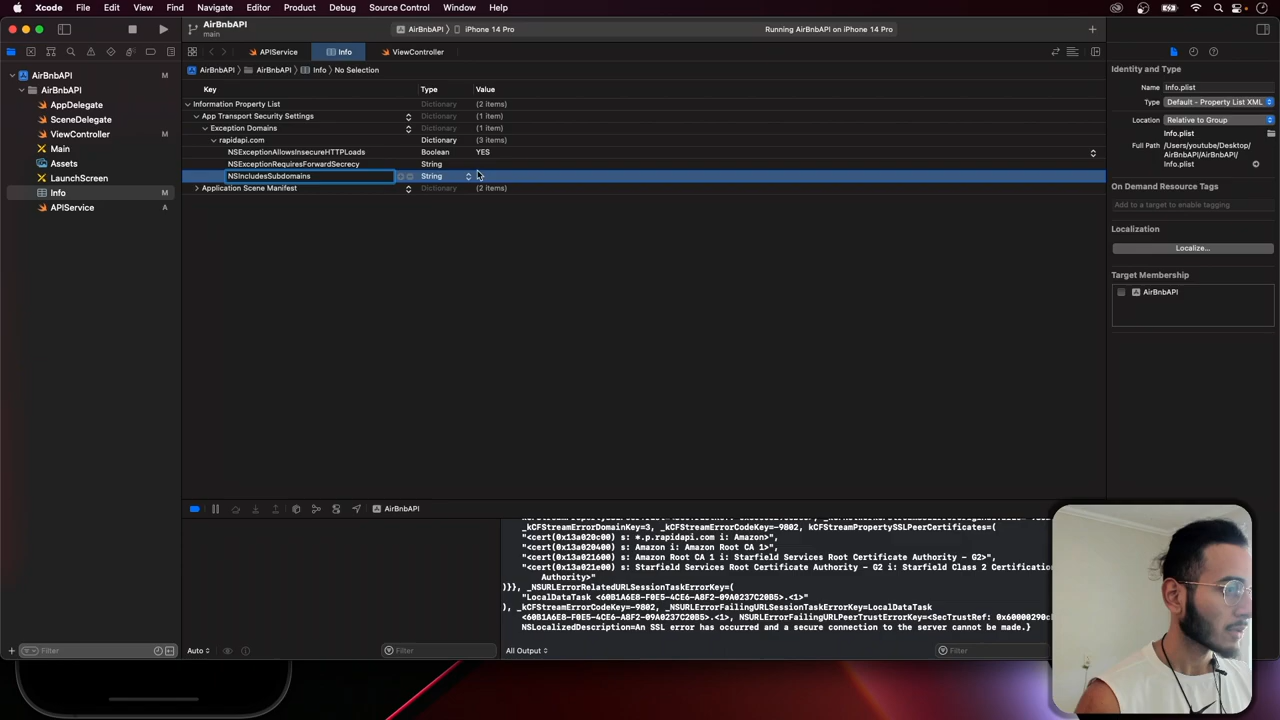 Xcode File Edit View Find Navigate Editor Product Debug Source Control Window Help
AirBnbAPI
main
AirBnbAPI iPhone 14 Pro
Running AirBnbAPI on iPhone 14 Pro
APIService Info ViewController
AirBnbAPI AirBnbAPI Info No Selection
AirBnbAPI M
AirBnbAPI
AppDelegate
SceneDelegate
ViewController M
Main
Assets
LaunchScreen
Info M
APIService A
Key Type Value
Information Property List Dictionary (2 items)
App Transport Security Settings Dictionary (1 item)
Exception Domains Dictionary (1 item)
rapidapi.com Dictionary (3 items)
NSExceptionAllowsInsecureHTTPLoads Boolean YES
NSExceptionRequiresForwardSecrecy String
NSIncludesSubdomains String
Application Scene Manifest Dictionary (2 items)
Identity and Type
Name Info.plist
Type Default - Property List XML
Location Relative to Group
Info.plist
Full Path /Users/youtube/Desktop/
AirBnbAPI/AirBnbAPI/
Info.plist
On Demand Resource Tags
Add to a target to enable tagging
Localization
Localize...
Target Membership
AirBnbAPI
AirBnbAPI
_kCFStreamErrorDomainKey=3, _kCFStreamErrorCodeKey=-9802, kCFStreamPropertySSLPeerCertificates=(
"<cert(0x13a020c00) s: *.p.rapidapi.com i: Amazon>",
"<cert(0x13a020400) s: Amazon i: Amazon Root CA 1>",
"<cert(0x13a021600) s: Amazon Root CA 1 i: Starfield Services Root Certificate Authority - G2>",
"<cert(0x13a021e00) s: Starfield Services Root Certificate Authority - G2 i: Starfield Class 2 Certification
Authority>"
)}}, _NSURLErrorRelatedURLSessionTaskErrorKey=(
"LocalDataTask <60B1A6E8-F0E5-4C6E-A8F2-09A0237C20B5>.<1>"
), _kCFStreamErrorCodeKey=-9802, _NSURLErrorFailingURLSessionTaskErrorKey=LocalDataTask
<60B1A6E8-F0E5-4C6E-A8F2-09A0237C20B5>.<1>, NSURLErrorFailingURLPeerTrustErrorKey=<SecTrustRef:
NSLocalizedDescription=An SSL error has occurred and a secure connection to the server cannot be made.}
Filter Auto Filter All Output Filter